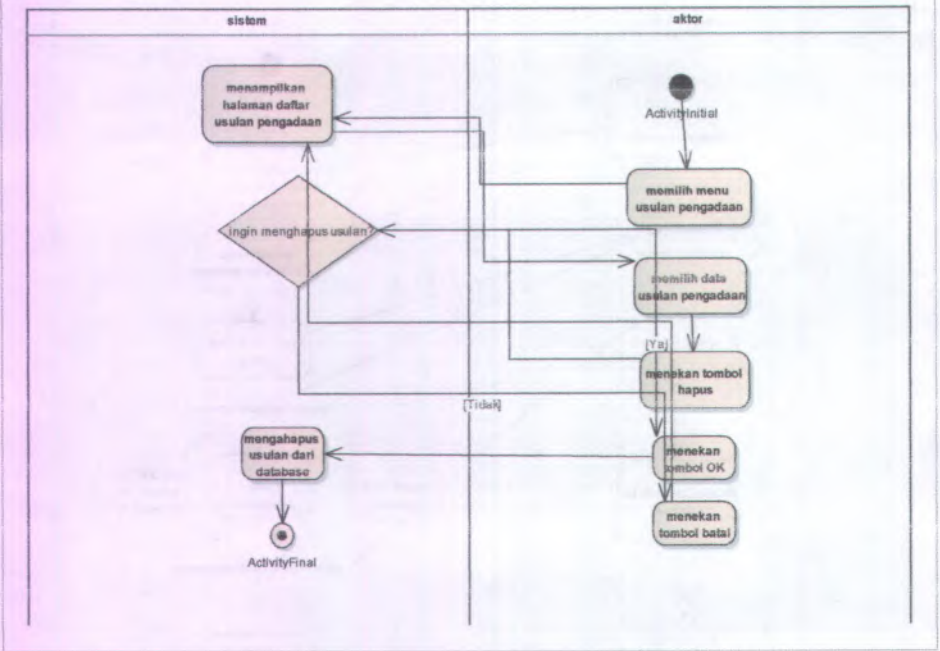 sistem
aktor
menampilkan
halaman daftar
usulan pengadaan
ActivityInitial
memilih menu
usulan pengadaan
ingin menghapus usulan?
memilih data
usulan pengadaan
[Ya]
menekan tombol
hapus
[Tidak]
mengahapus
usulan dari
database
menekan
tombol OK
menekan
tombol batal
ActivityFinal